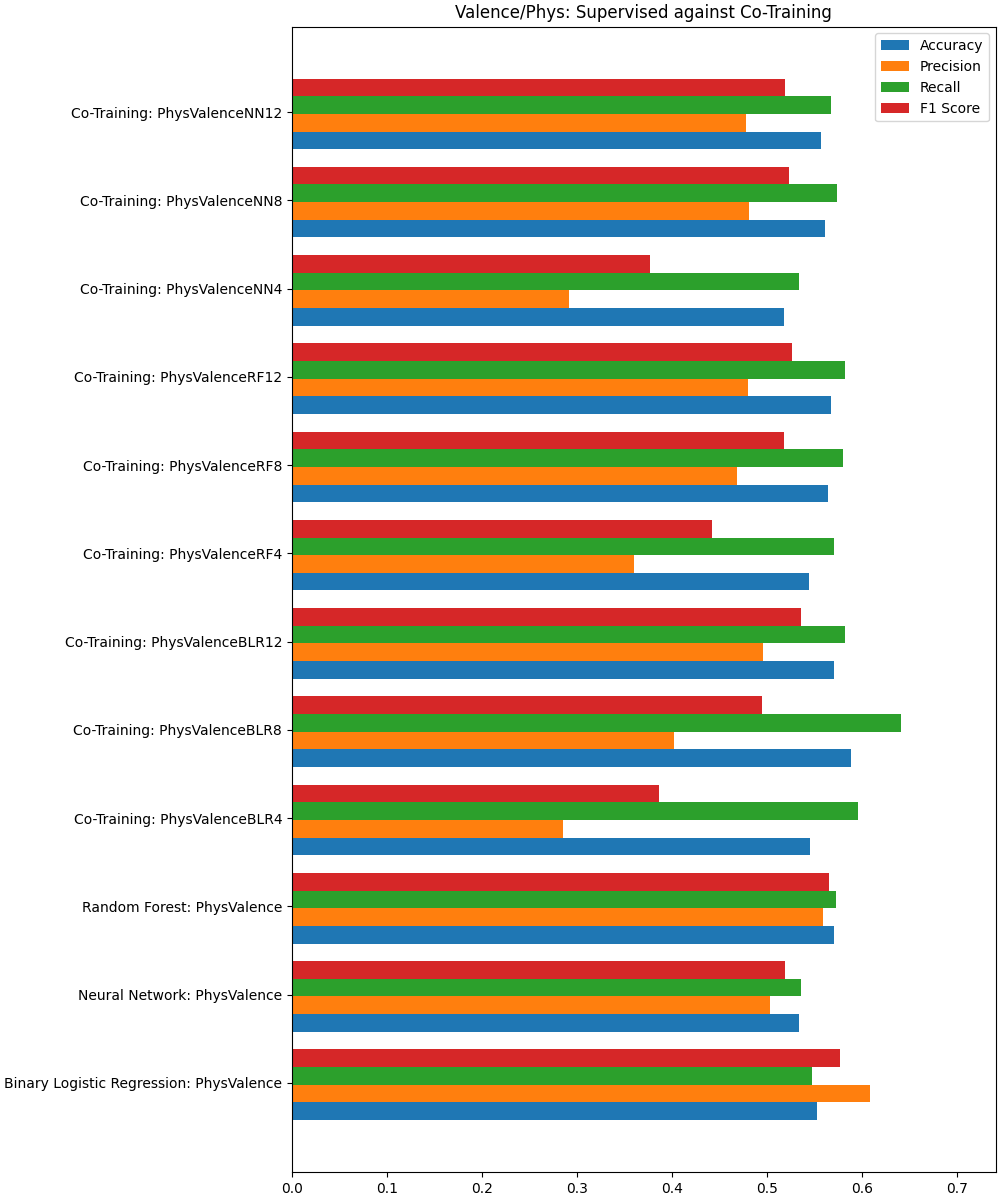 Valence/Phys: Supervised against Co-Training
Accuracy
Precision
Recall
F1 Score
Co-Training: PhysValenceNN12
Co-Training: PhysValenceNN8
Co-Training: PhysValenceNN4
Co-Training: PhysValenceRF12
Co-Training: PhysValenceRF8
Co-Training: PhysValenceRF4
Co-Training: PhysValenceBLR12
Co-Training: PhysValenceBLR8
Co-Training: PhysValenceBLR4
Random Forest: PhysValence
Neural Network: PhysValence
Binary Logistic Regression: PhysValence
0.0 0.1 0.2 0.3 0.4 0.5 0.6 0.7